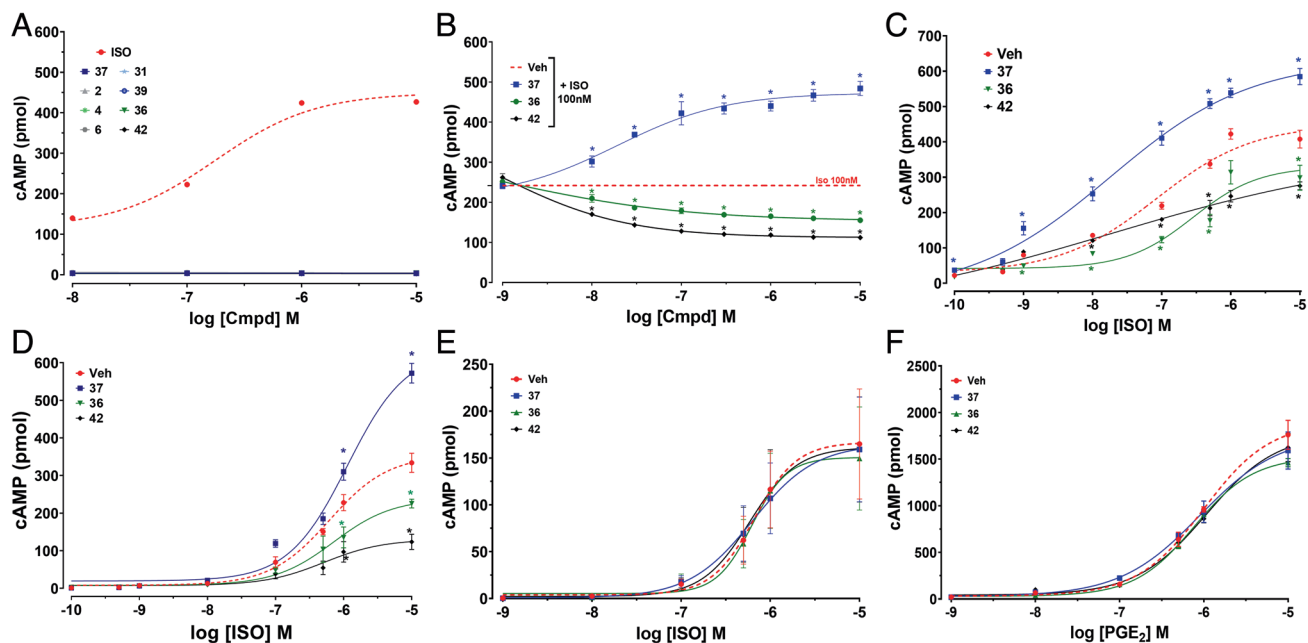 A
cAMP (pmol)
600
500
400
300
200
100
0
ISO
37 31
2 39
4 36
6 42
-8 -7 -6 -5
log [Cmpd] M
B
cAMP (pmol)
600
500
400
300
200
100
0
Veh
37
36
42
+ ISO
100nM
* * * * * * *
Iso 100nM
* * * * * * *
* * * * * * *
-9 -8 -7 -6 -5
log [Cmpd] M
C
cAMP (pmol)
700
600
500
400
300
200
100
0
Veh
37
36
42
* * * * * * *
* * * * * *
* * * * *
-10 -9 -8 -7 -6 -5
log [ISO] M
D
cAMP (pmol)
600
500
400
300
200
100
0
Veh
37
36
42
* *
* *
* *
-10 -9 -8 -7 -6 -5
log [ISO] M
E
cAMP (pmol)
250
200
150
100
50
0
Veh
37
36
42
-9 -8 -7 -6 -5
log [ISO] M
F
cAMP (pmol)
2500
2000
1500
1000
500
0
Veh
37
36
42
-9 -8 -7 -6 -5
log [PGE₂] M